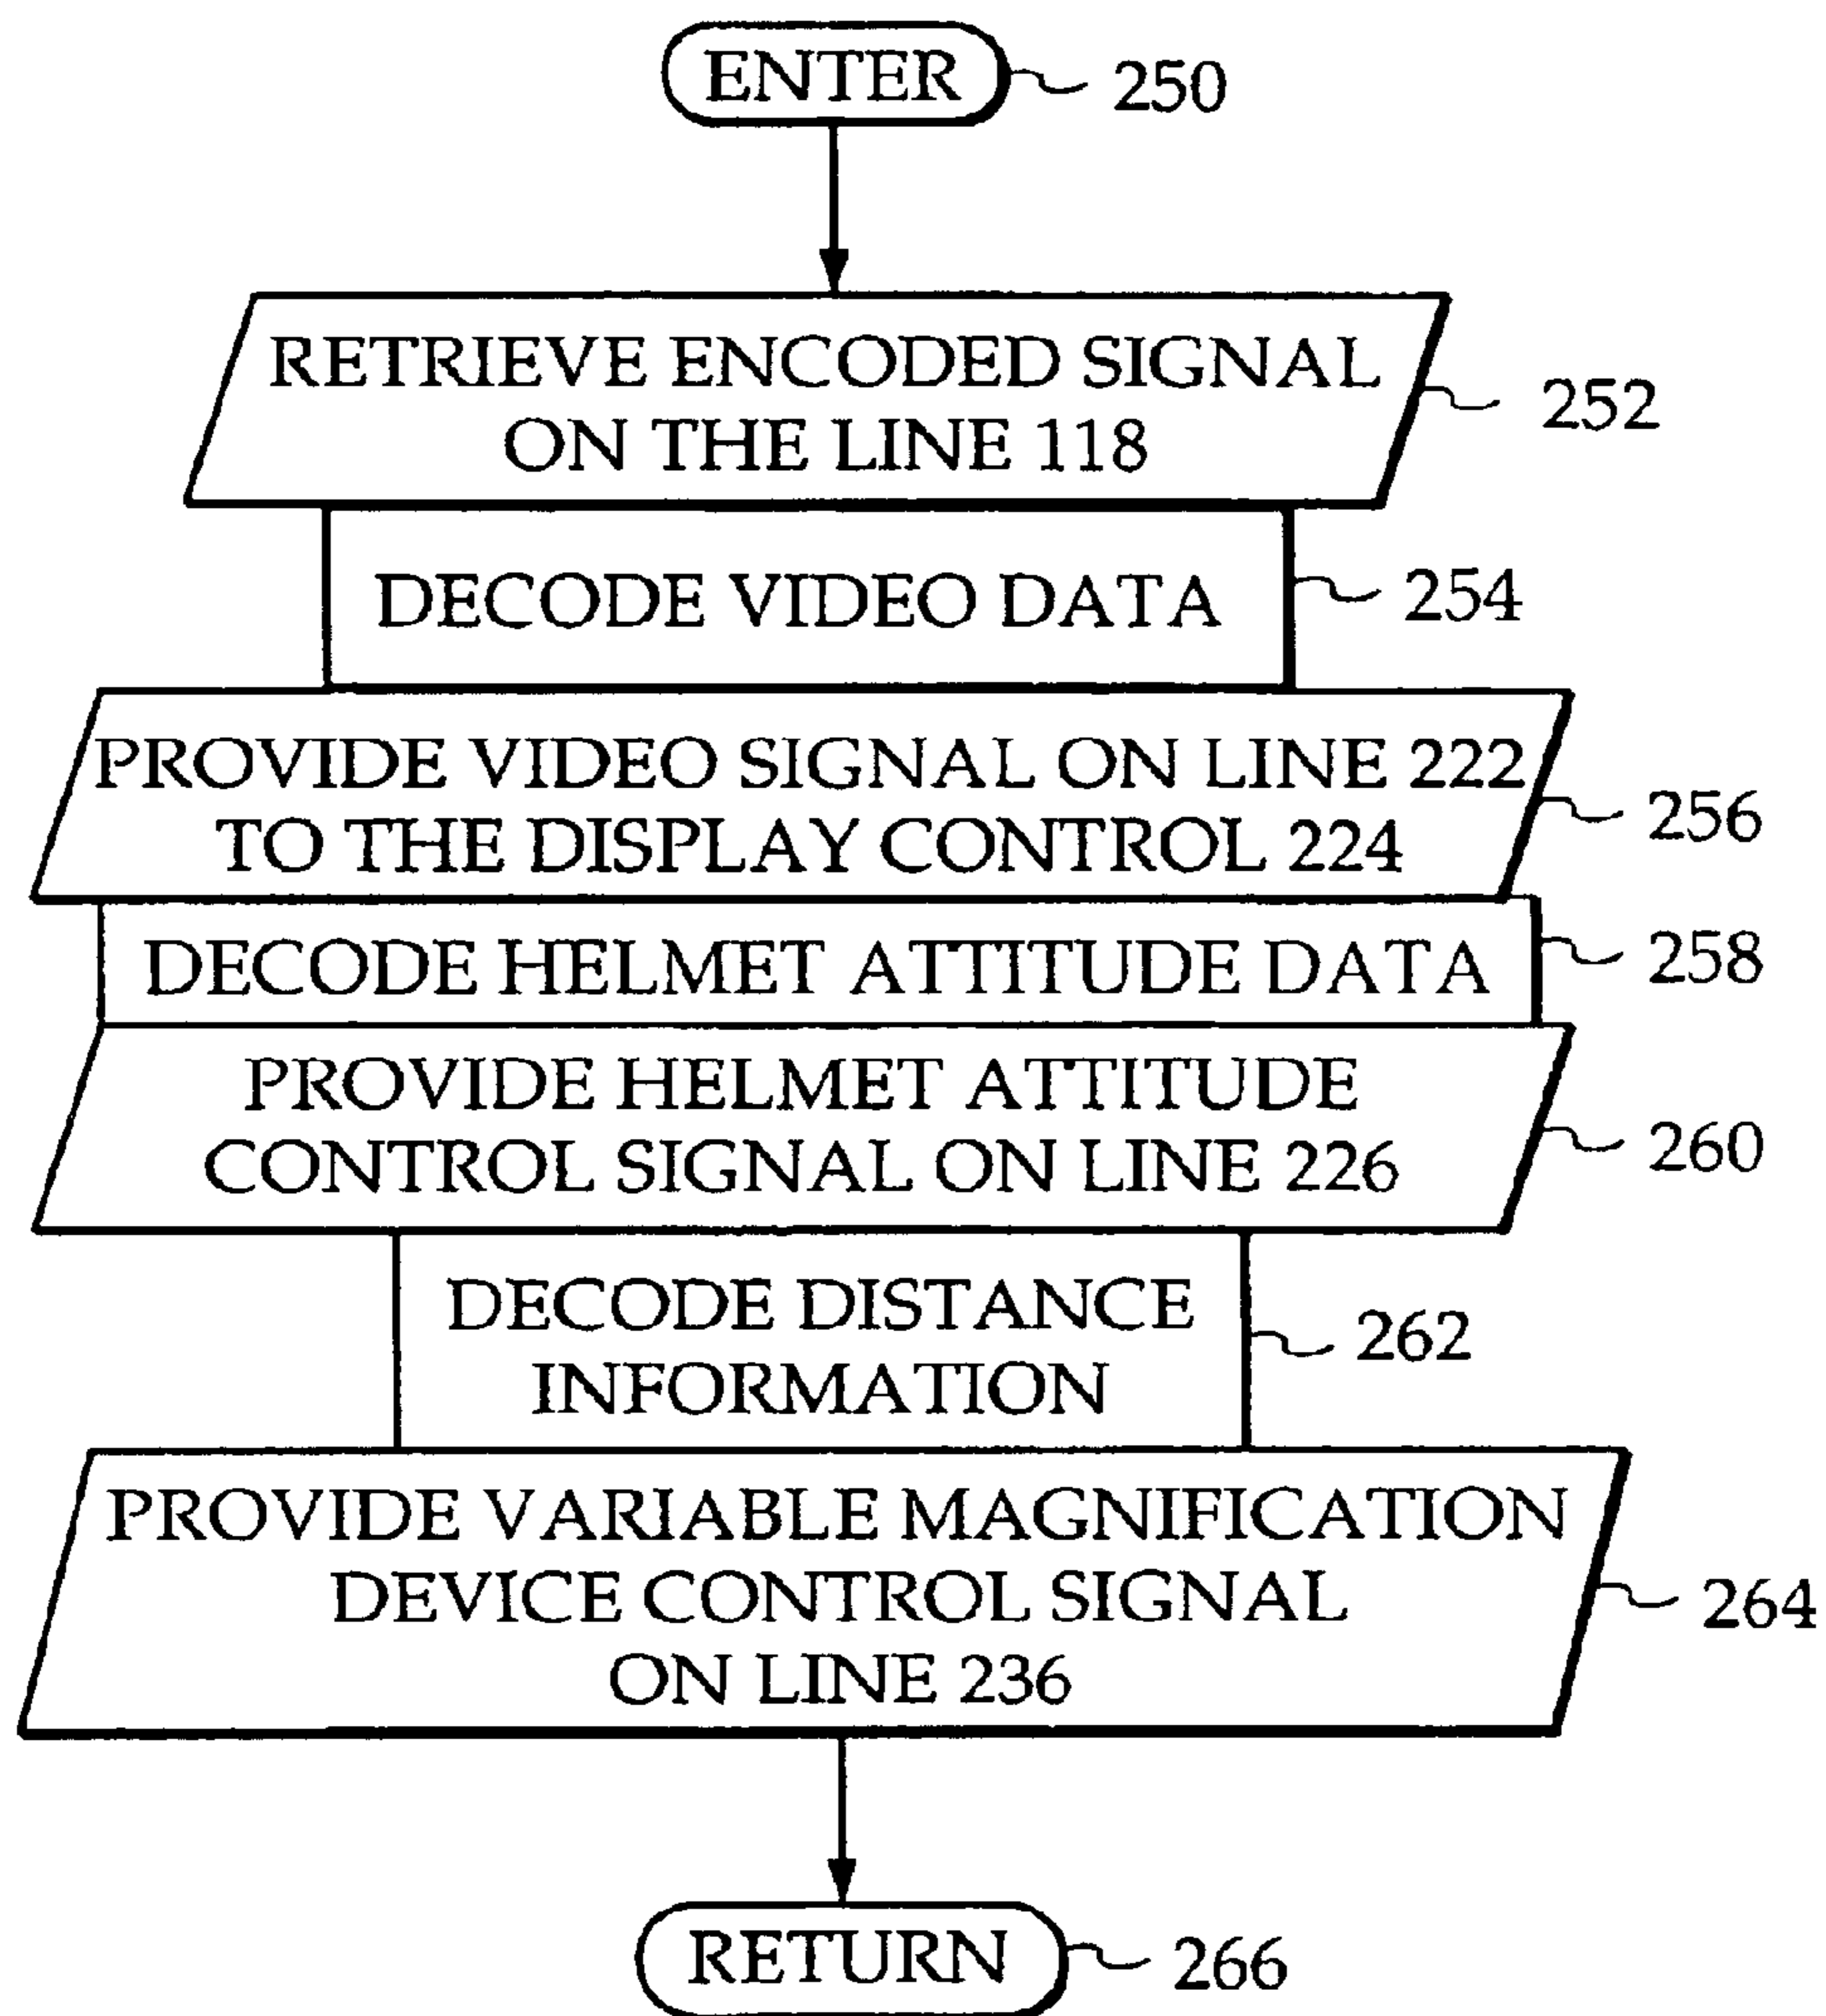 ENTER 250
RETRIEVE ENCODED SIGNAL
ON THE LINE 118
252
DECODE VIDEO DATA 254
PROVIDE VIDEO SIGNAL ON LINE 222
TO THE DISPLAY CONTROL 224
256
DECODE HELMET ATTITUDE DATA 258
PROVIDE HELMET ATTITUDE
CONTROL SIGNAL ON LINE 226
260
DECODE DISTANCE
INFORMATION
262
PROVIDE VARIABLE MAGNIFICATION
DEVICE CONTROL SIGNAL
ON LINE 236
264
RETURN 266